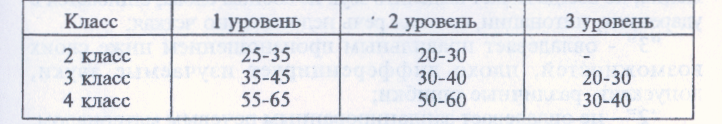 Класс 1 уровень 2 уровень 3 уровень
2 класс 25-35 20-30
3 класс 35-45 30-40 20-30
4 класс 55-65 50-60 30-40